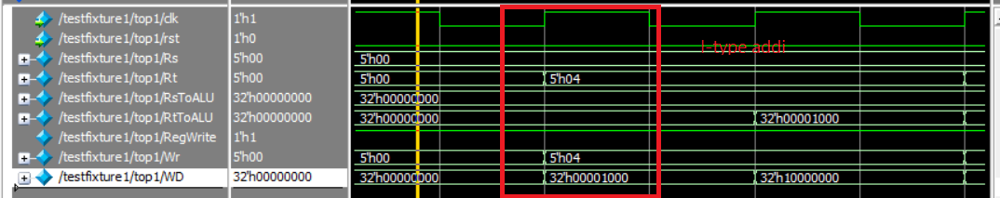 /testfixture1/top1/clk 1'h1
/testfixture1/top1/rst 1'h0
I-type addi
/testfixture1/top1/Rs 5'h00 5'h00
/testfixture1/top1/Rt 5'h00 5'h00 5'h04
/testfixture1/top1/RsToALU 32'h00000000 32'h00000000
/testfixture1/top1/RtToALU 32'h00000000 32'h00000000 32'h00001000
/testfixture1/top1/RegWrite 1'h1
/testfixture1/top1/Wr 5'h00 5'h00 5'h04
/testfixture1/top1/WD 32'h00000000 32'h00000000 32'h00001000 32'h10000000